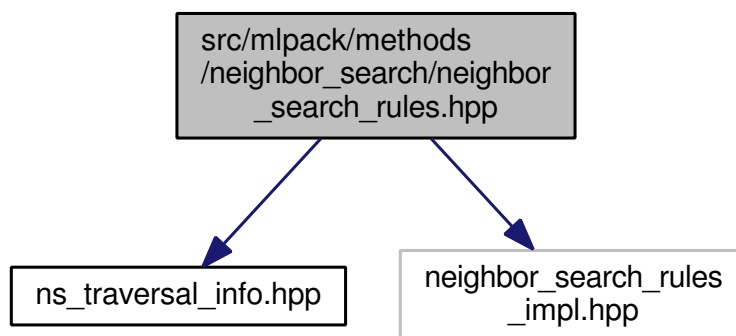 src/mlpack/methods
/neighbor_search/neighbor
_search_rules.hpp
ns_traversal_info.hpp
neighbor_search_rules
_impl.hpp